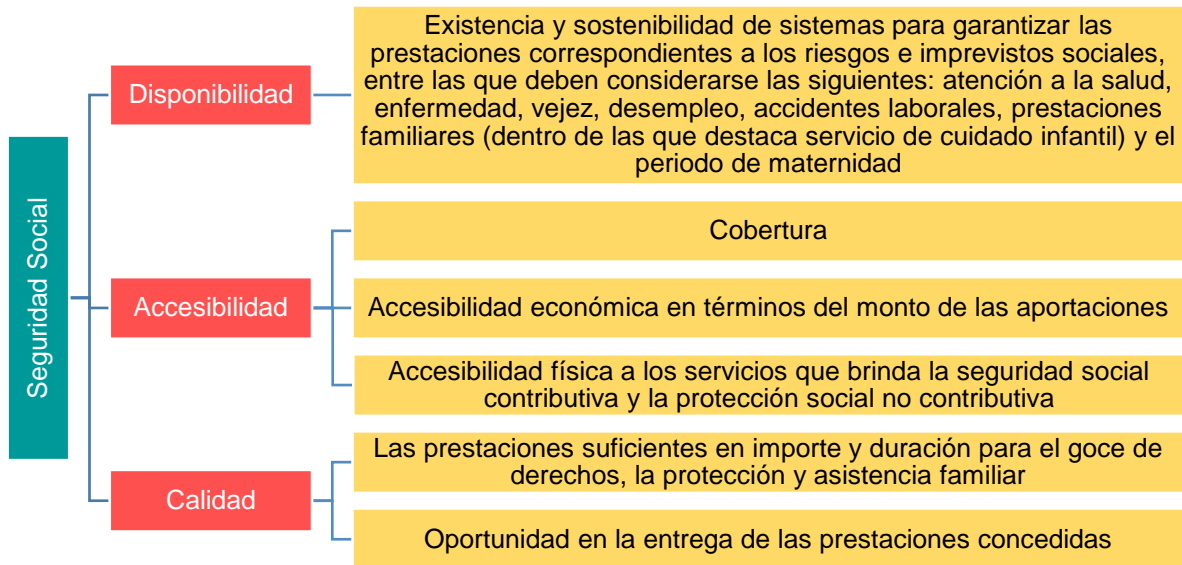 Seguridad Social
Disponibilidad
Existencia y sostenibilidad de sistemas para garantizar las
prestaciones correspondientes a los riesgos e imprevistos sociales,
entre las que deben considerarse las siguientes: atención a la salud,
enfermedad, vejez, desempleo, accidentes laborales, prestaciones
familiares (dentro de las que destaca servicio de cuidado infantil) y el
periodo de maternidad
Accesibilidad
Cobertura
Accesibilidad económica en términos del monto de las aportaciones
Accesibilidad física a los servicios que brinda la seguridad social
contributiva y la protección social no contributiva
Calidad
Las prestaciones suficientes en importe y duración para el goce de
derechos, la protección y asistencia familiar
Oportunidad en la entrega de las prestaciones concedidas